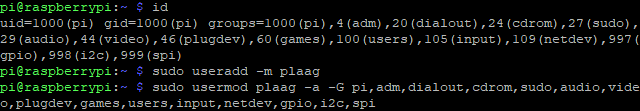 pi@raspberrypi:~ $ id
uid=1000(pi) gid=1000(pi) groups=1000(pi),4(adm),20(dialout),24(cdrom),27(sudo),
29(audio),44(video),46(plugdev),60(games),100(users),105(input),109(netdev),997(
gpio),998(i2c),999(spi)
pi@raspberrypi:~ $ sudo useradd -m plaag
pi@raspberrypi:~ $ sudo usermod plaag -a -G pi,adm,dialout,cdrom,sudo,audio,vide
o,plugdev,games,users,input,netdev,gpio,i2c,spi